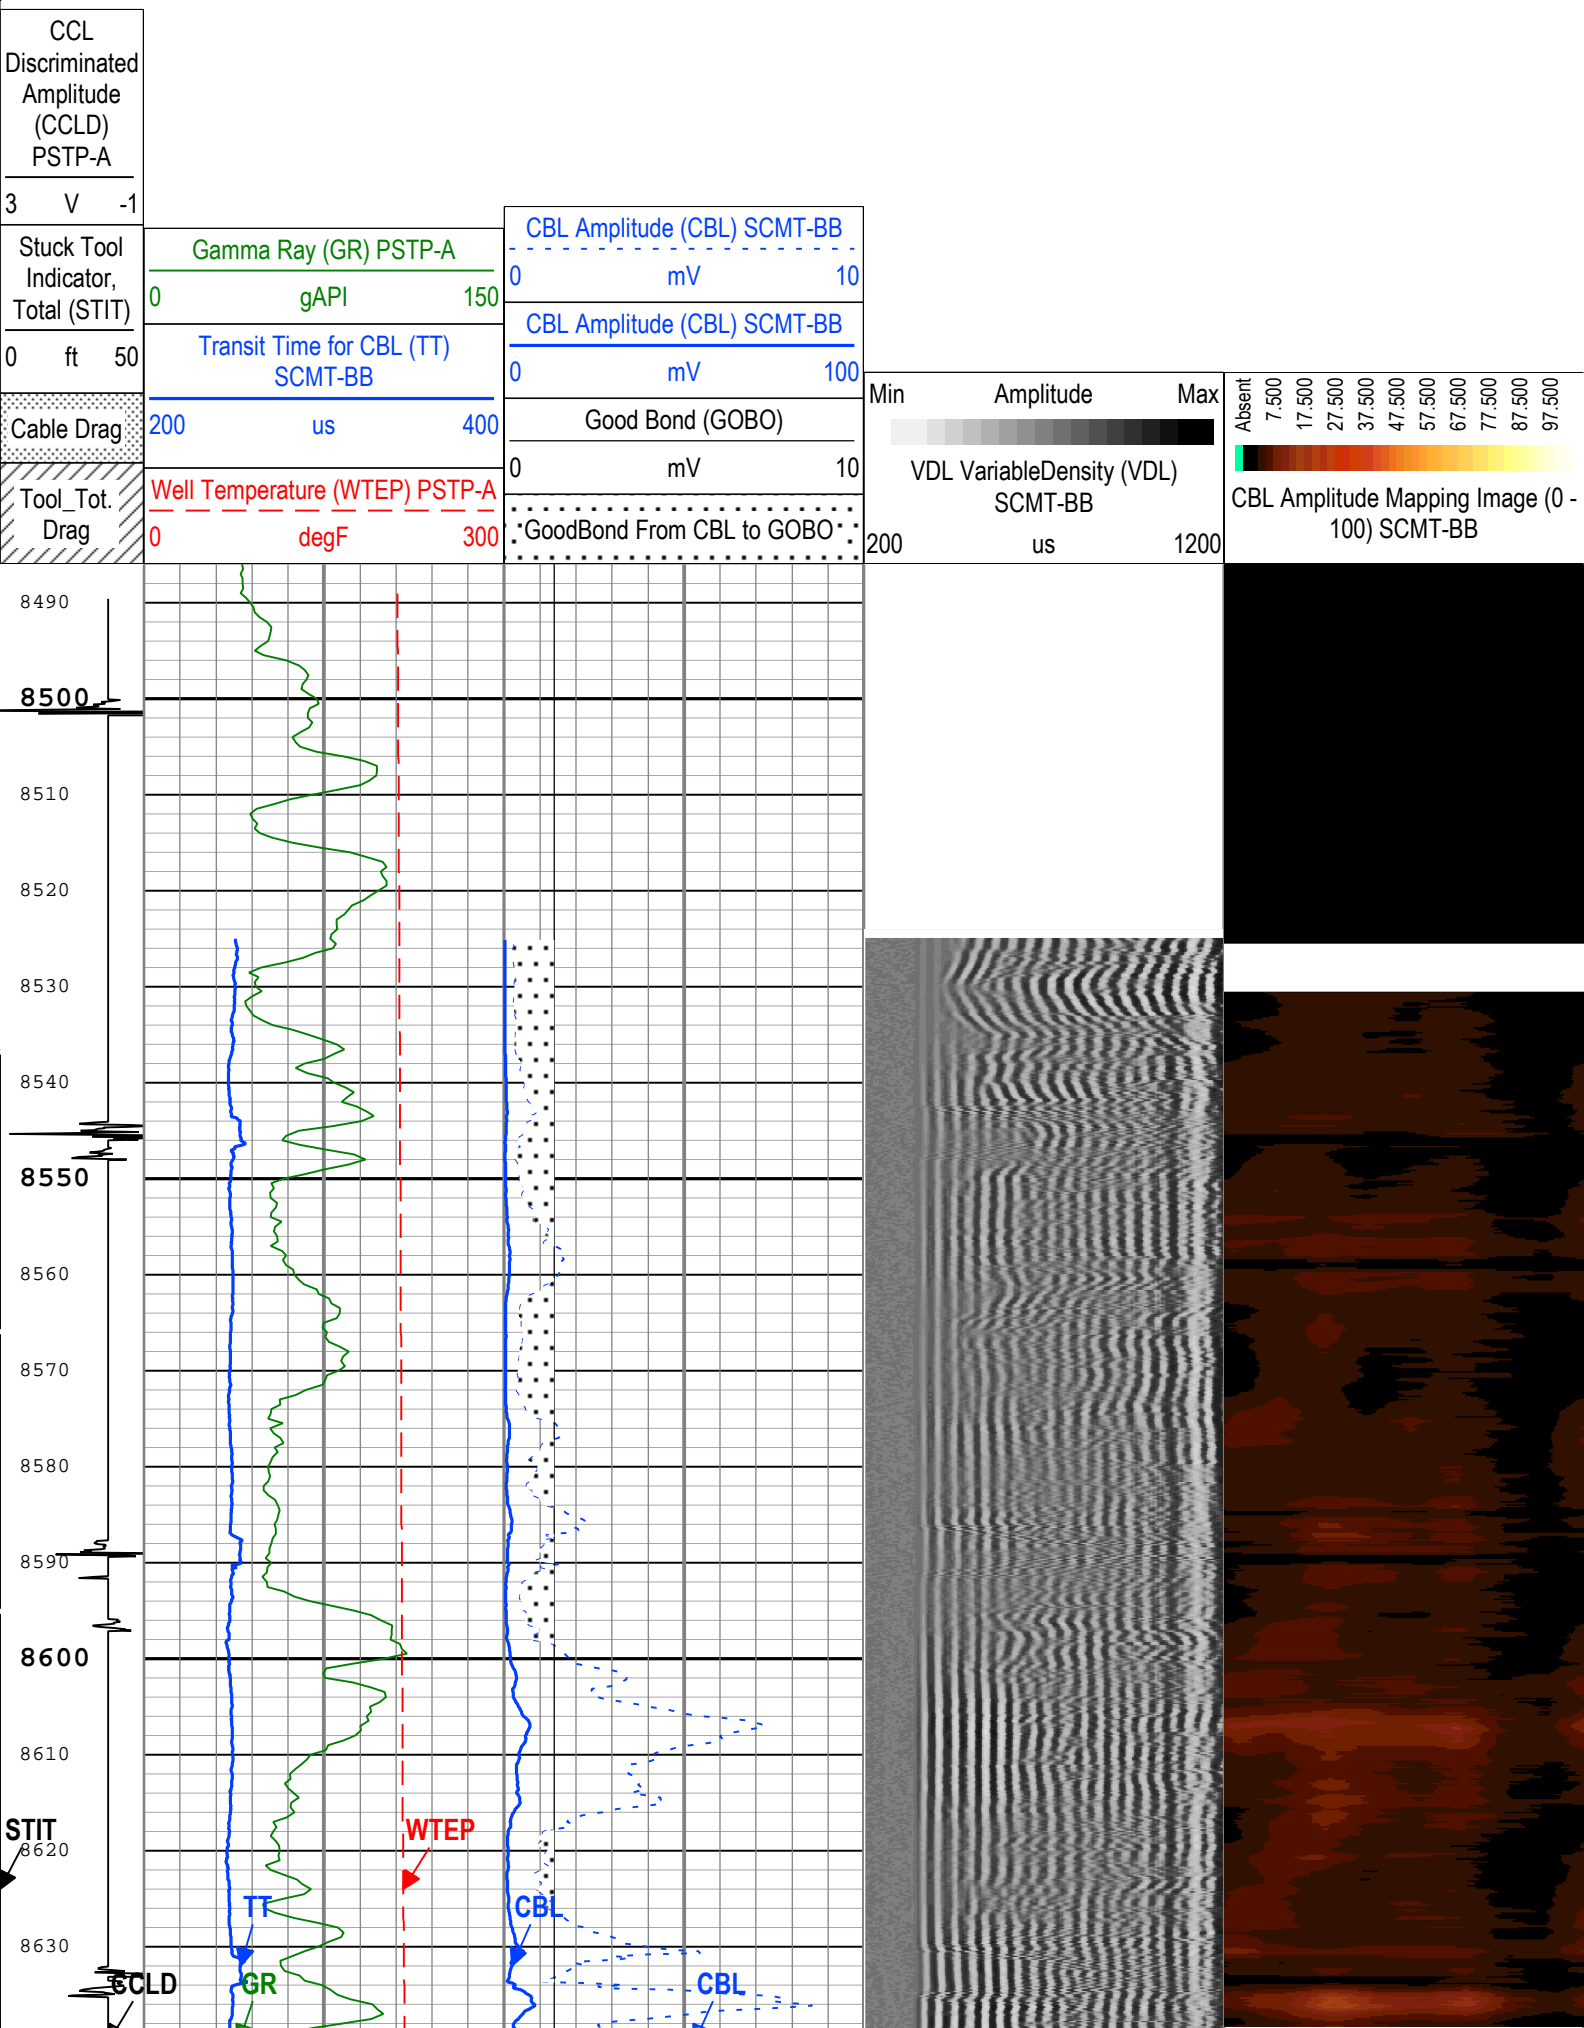 CCL
Discriminated
Amplitude
(CCLD)
PSTP-A
3 V -1
Stuck Tool
Indicator,
Total (STIT)
0 ft 50
Cable Drag
Tool_Tot.
Drag
Gamma Ray (GR) PSTP-A
0 gAPI 150
Transit Time for CBL (TT)
SCMT-BB
200 us 400
Well Temperature (WTEP) PSTP-A
0 degF 300
CBL Amplitude (CBL) SCMT-BB
0 mV 10
CBL Amplitude (CBL) SCMT-BB
0 mV 100
Good Bond (GOBO)
0 mV 10
GoodBond From CBL to GOBO
Min Amplitude Max
VDL VariableDensity (VDL)
SCMT-BB
200 us 1200
Absent 7.500 17.500 27.500 37.500 47.500 57.500 67.500 77.500 87.500 97.500
CBL Amplitude Mapping Image (0 -
100) SCMT-BB
8490
8500
8510
8520
8530
8540
8550
8560
8570
8580
8590
8600
8610
STIT
WTEP
8620
TT
CBL
8630
CCLD
GR
CBL